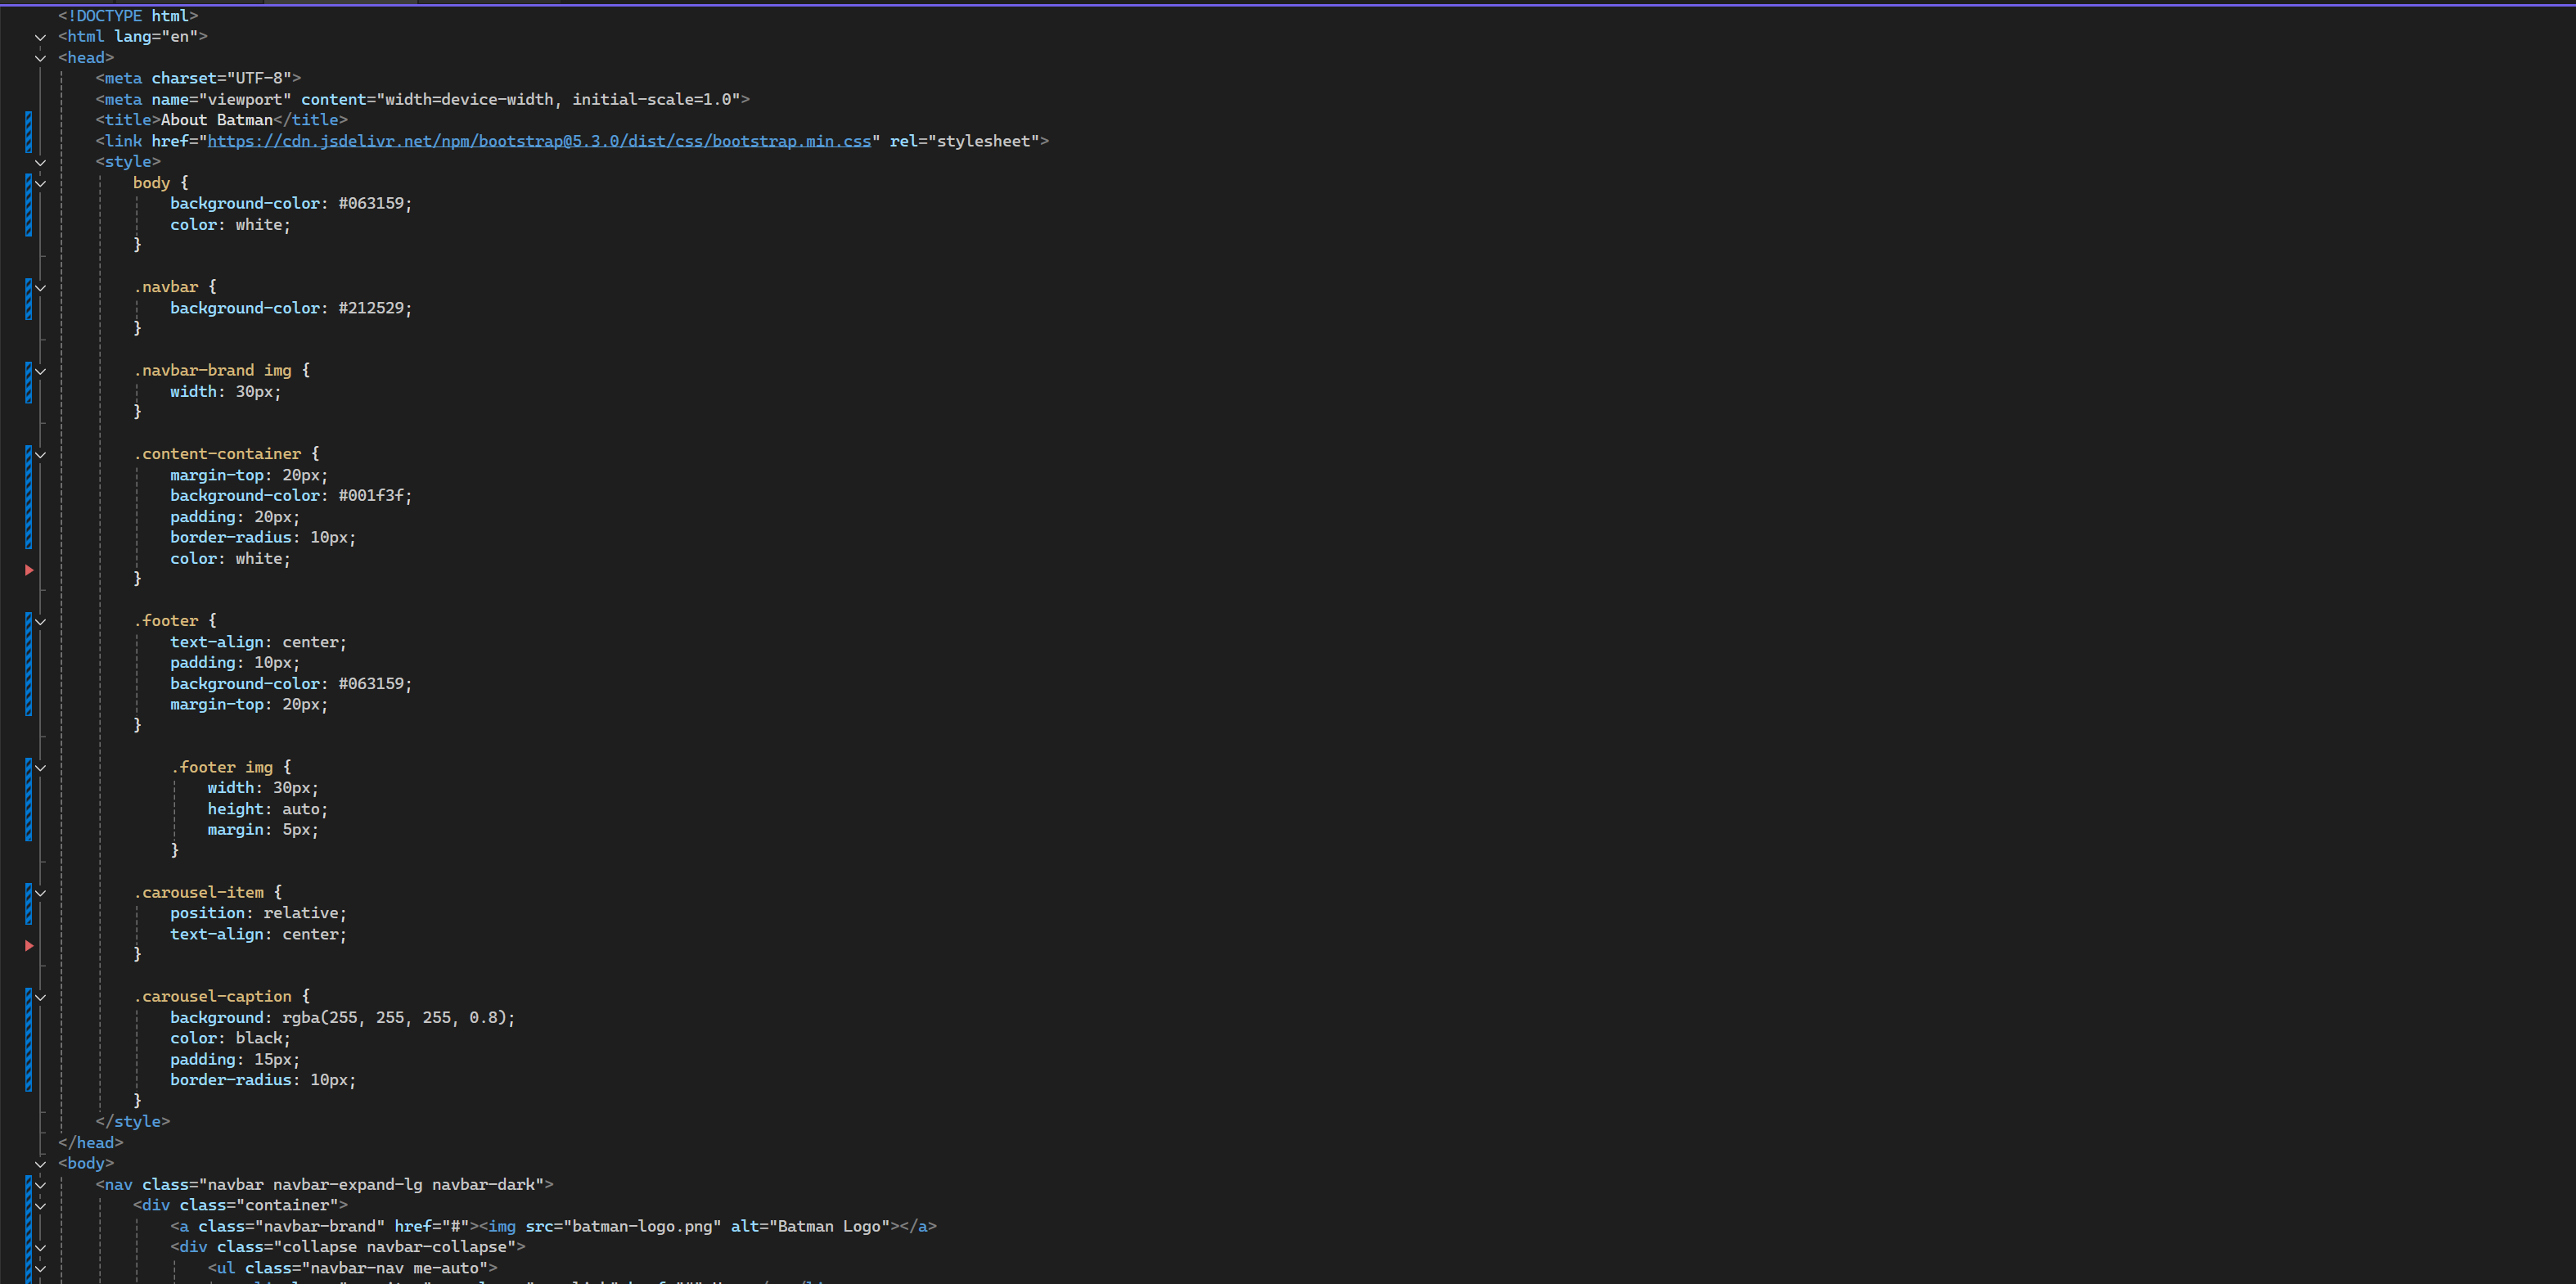 <!DOCTYPE html>
<html lang="en">
<head>
    <meta charset="UTF-8">
    <meta name="viewport" content="width=device-width, initial-scale=1.0">
    <title>About Batman</title>
    <link href="https://cdn.jsdelivr.net/npm/bootstrap@5.3.0/dist/css/bootstrap.min.css" rel="stylesheet">
    <style>
        body {
            background-color: #063159;
            color: white;
        }

        .navbar {
            background-color: #212529;
        }

        .navbar-brand img {
            width: 30px;
        }

        .content-container {
            margin-top: 20px;
            background-color: #001f3f;
            padding: 20px;
            border-radius: 10px;
            color: white;
        }

        .footer {
            text-align: center;
            padding: 10px;
            background-color: #063159;
            margin-top: 20px;
        }

            .footer img {
                width: 30px;
                height: auto;
                margin: 5px;
            }

        .carousel-item {
            position: relative;
            text-align: center;
        }

        .carousel-caption {
            background: rgba(255, 255, 255, 0.8);
            color: black;
            padding: 15px;
            border-radius: 10px;
        }
    </style>
</head>
<body>
    <nav class="navbar navbar-expand-lg navbar-dark">
        <div class="container">
            <a class="navbar-brand" href="#"><img src="batman-logo.png" alt="Batman Logo"></a>
            <div class="collapse navbar-collapse">
                <ul class="navbar-nav me-auto">